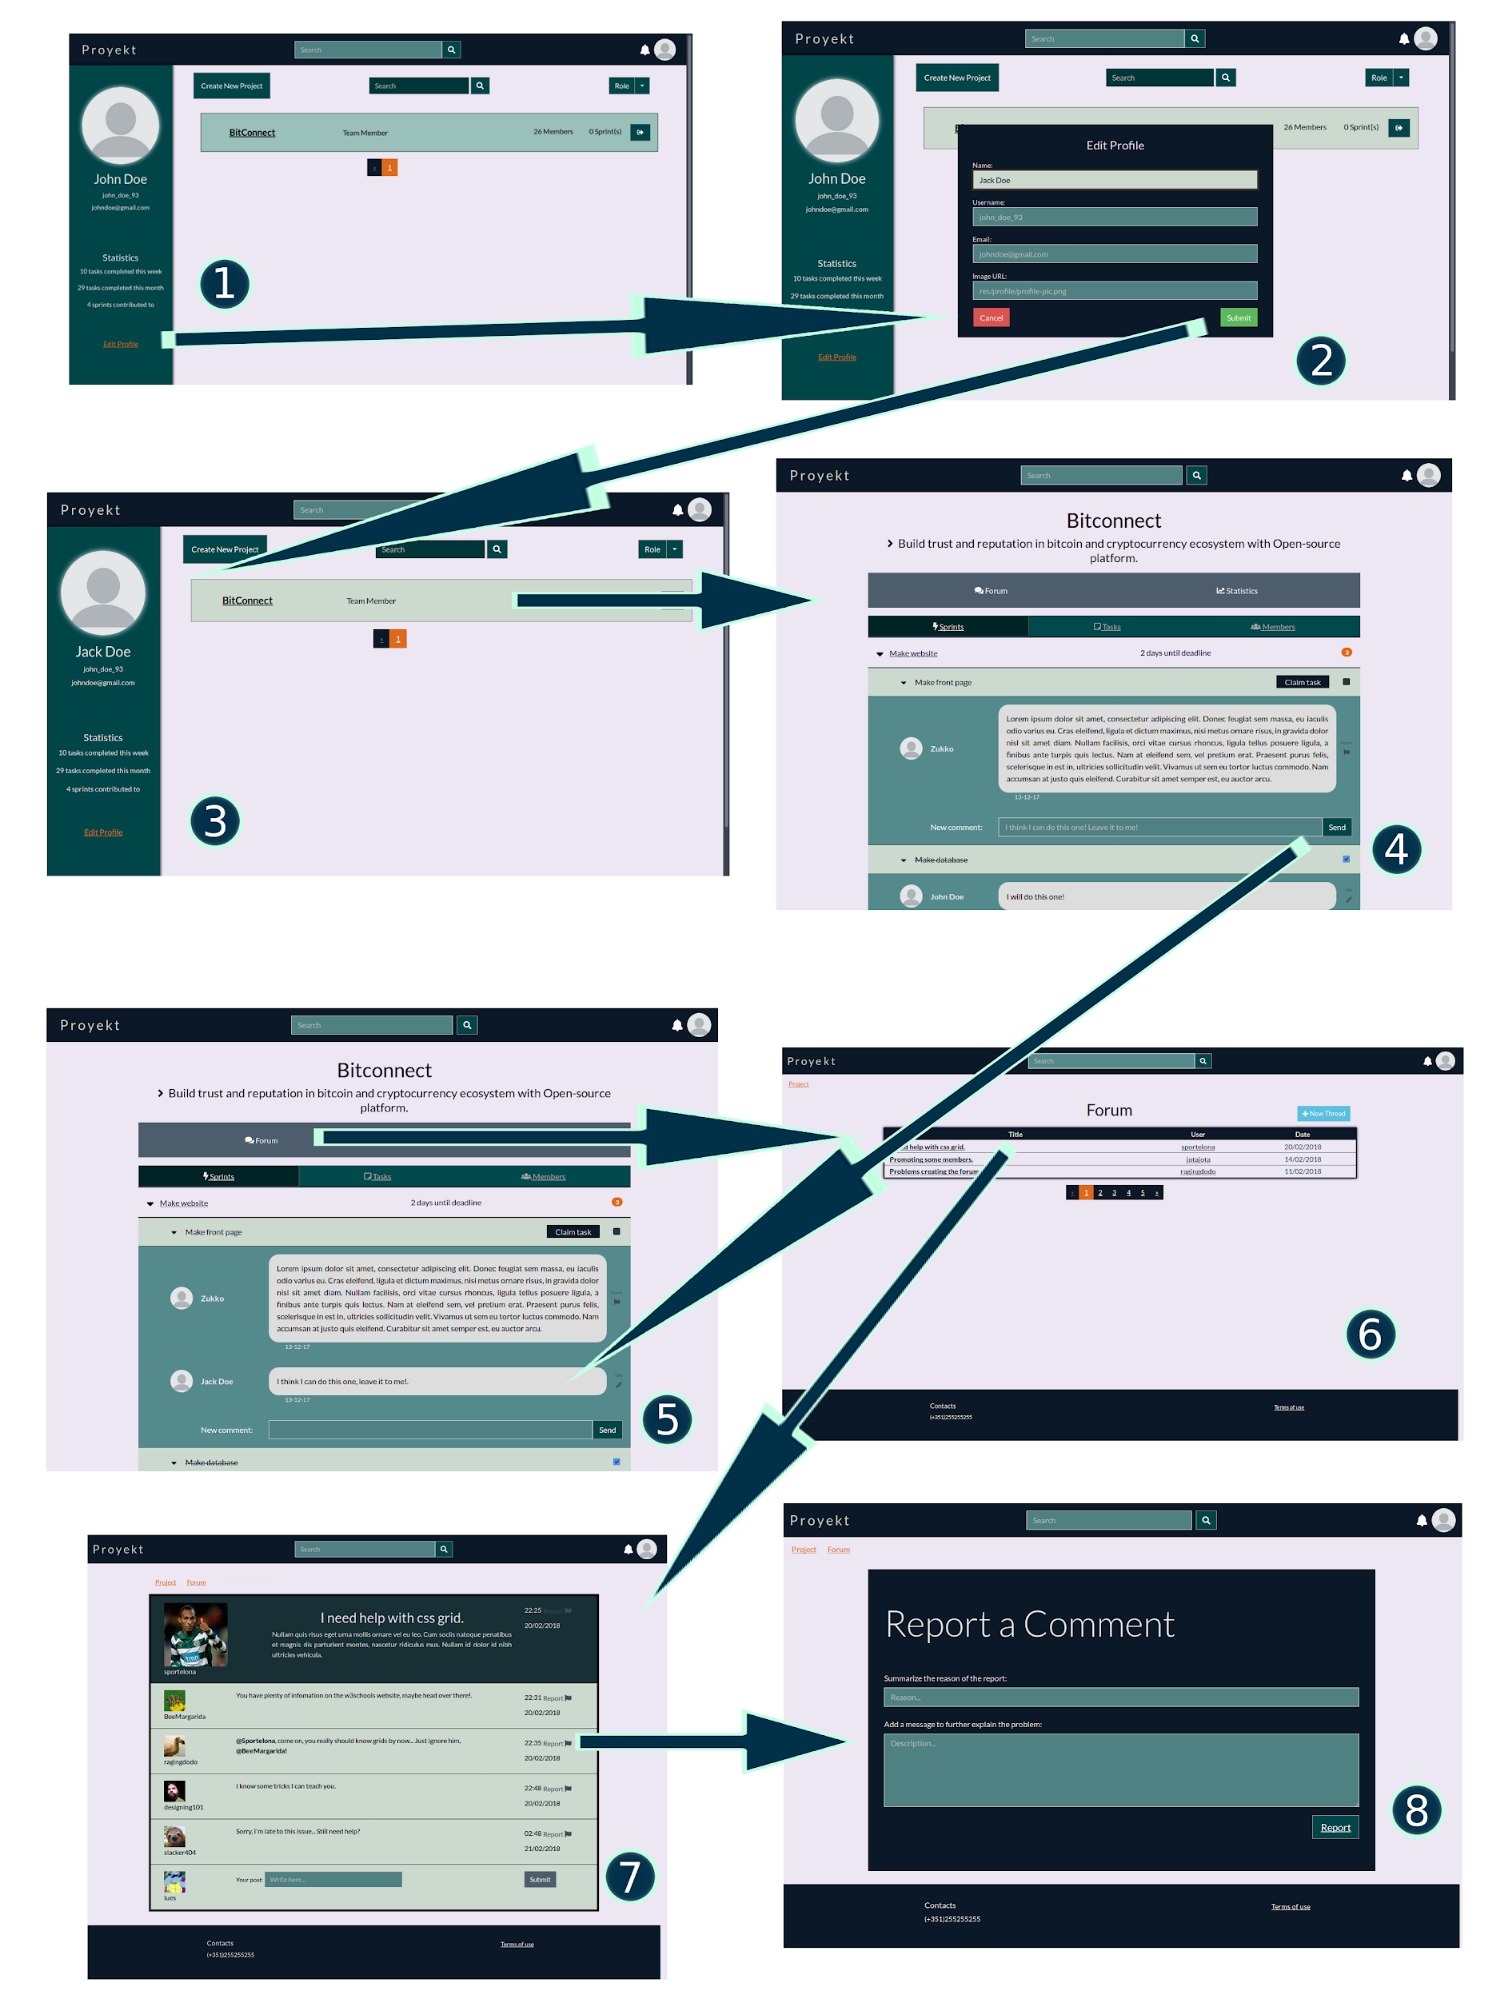 Proyekt
Search
Create New Project
Search
Role
John Doe
john_doe_93
johndoe@gmail.com
BitConnect
Team Member
26 Members
0 Sprint(s)
«
1
Statistics
10 tasks completed this week
29 tasks completed this month
4 sprints contributed to
Edit Profile
1
Proyekt
Search
Create New Project
Search
Role
John Doe
john_doe_93
johndoe@gmail.com
26 Members
0 Sprint(s)
Statistics
10 tasks completed this week
29 tasks completed this month
Edit Profile
Edit Profile
Name:
Jack Doe
Username:
john_doe_93
Email:
johndoe@gmail.com
Image URL:
res/profile/profile-pic.png
Cancel
Submit
2
Proyekt
Search
Create New Project
Search
Role
Jack Doe
john_doe_93
johndoe@gmail.com
BitConnect
Team Member
«
1
Statistics
10 tasks completed this week
29 tasks completed this month
4 sprints contributed to
Edit Profile
3
Proyekt
Search
Bitconnect
Build trust and reputation in bitcoin and cryptocurrency ecosystem with Open-source
platform.
Forum
Statistics
Sprints
Tasks
Members
Make website
2 days until deadline
3
Make front page
Claim task
Zukko
Lorem ipsum dolor sit amet, consectetur adipiscing elit. Donec feugiat sem massa, eu iaculis
odio varius eu. Cras eleifend, ligula et dictum maximus, nisi metus ornare risus, in gravida dolor
nisl sit amet diam. Nullam facilisis, orci vitae cursus rhoncus, ligula tellus posuere ligula, a
finibus ante turpis quis lectus. Nam at eleifend sem, vel pretium erat. Praesent purus felis,
scelerisque in est in, ultricies sollicitudin velit. Vivamus ut sem eu tortor luctus commodo. Nam
accumsan at justo quis eleifend. Curabitur sit amet semper est, eu auctor arcu.
13-12-17
New comment:
I think I can do this one! Leave it to me!
Send
Make database
John Doe
I will do this one!
4
Proyekt
Search
Bitconnect
Build trust and reputation in bitcoin and cryptocurrency ecosystem with Open-source
platform.
Forum
Sprints
Tasks
Members
Make website
2 days until deadline
3
Make front page
Claim task
Zukko
Lorem ipsum dolor sit amet, consectetur adipiscing elit. Donec feugiat sem massa, eu iaculis
odio varius eu. Cras eleifend, ligula et dictum maximus, nisi metus ornare risus, in gravida dolor
nisl sit amet diam. Nullam facilisis, orci vitae cursus rhoncus, ligula tellus posuere ligula, a
finibus ante turpis quis lectus. Nam at eleifend sem, vel pretium erat. Praesent purus felis,
scelerisque in est in, ultricies sollicitudin velit. Vivamus ut sem eu tortor luctus commodo. Nam
accumsan at justo quis eleifend. Curabitur sit amet semper est, eu auctor arcu.
13-12-17
Jack Doe
I think I can do this one, leave it to me!.
13-12-17
New comment:
Send
Make database
5
Proyekt
Search
Project
Forum
+ New Thread
Title
User
Date
help with css grid.
sportelona
20/02/2018
Promoting some members.
jotajota
14/02/2018
Problems creating the forum
ragingdodo
11/02/2018
«
1
2
3
4
5
»
6
Contacts
(+351)255255255
Terms of use
Proyekt
Search
Project
Forum
I need help with css grid.
22:25
Report
20/02/2018
Nullam quis risus eget urna mollis ornare vel eu leo. Cum sociis natoque penatibus
et magnis dis parturient montes, nascetur ridiculus mus. Nullam id dolor id nibh
ultricies vehicula.
sportelona
You have plenty of infomation on the w3schools website, maybe head over there!.
22:31 Report
20/02/2018
BeeMargarida
@Sportelona, come on, you really should know grids by now... Just ignore him,
@BeeMargarida!
22:35 Report
20/02/2018
ragingdodo
I know some tricks I can teach you.
22:48 Report
20/02/2018
designing101
Sorry, I'm late to this issue... Still need help?
02:48 Report
21/02/2018
slacker404
Your post:
Write here...
Submit
lues
7
Contacts
(+351)255255255
Terms of use
Proyekt
Search
Project
Forum
Report a Comment
Summarize the reason of the report:
Reason...
Add a message to further explain the problem:
Description...
Report
8
Contacts
(+351)255255255
Terms of use